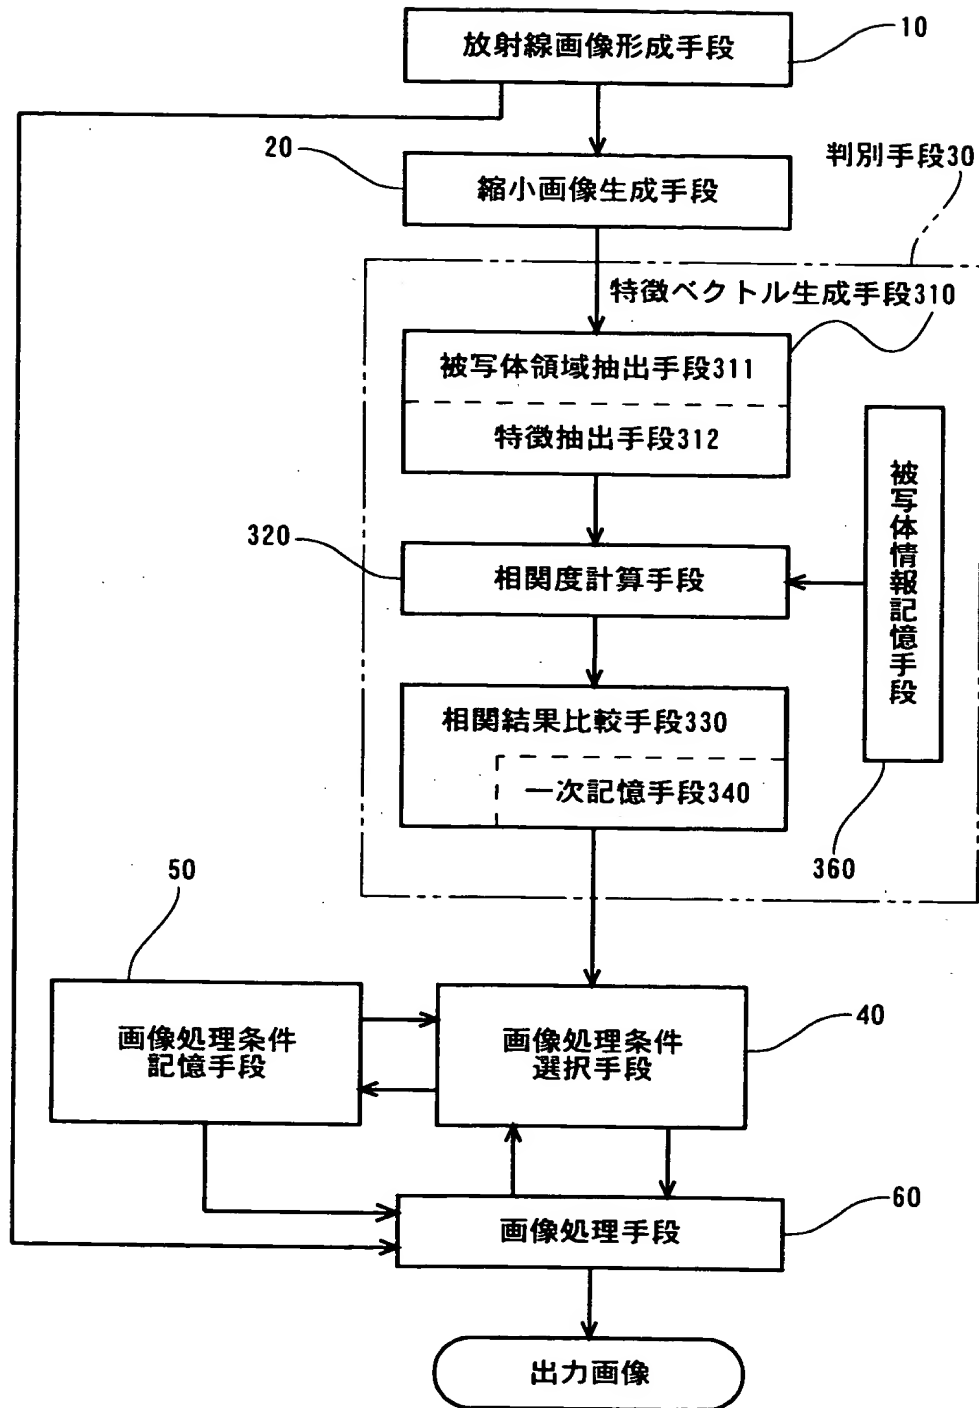 放射線画像形成手段
10
20
縮小画像生成手段
判別手段30
特徴ベクトル生成手段310
被写体領域抽出手段311
特徴抽出手段312
320
相関度計算手段
被写体情報記憶手段
相関結果比較手段330
一次記憶手段340
360
50
画像処理条件
記憶手段
画像処理条件
選択手段
40
画像処理手段
60
出力画像